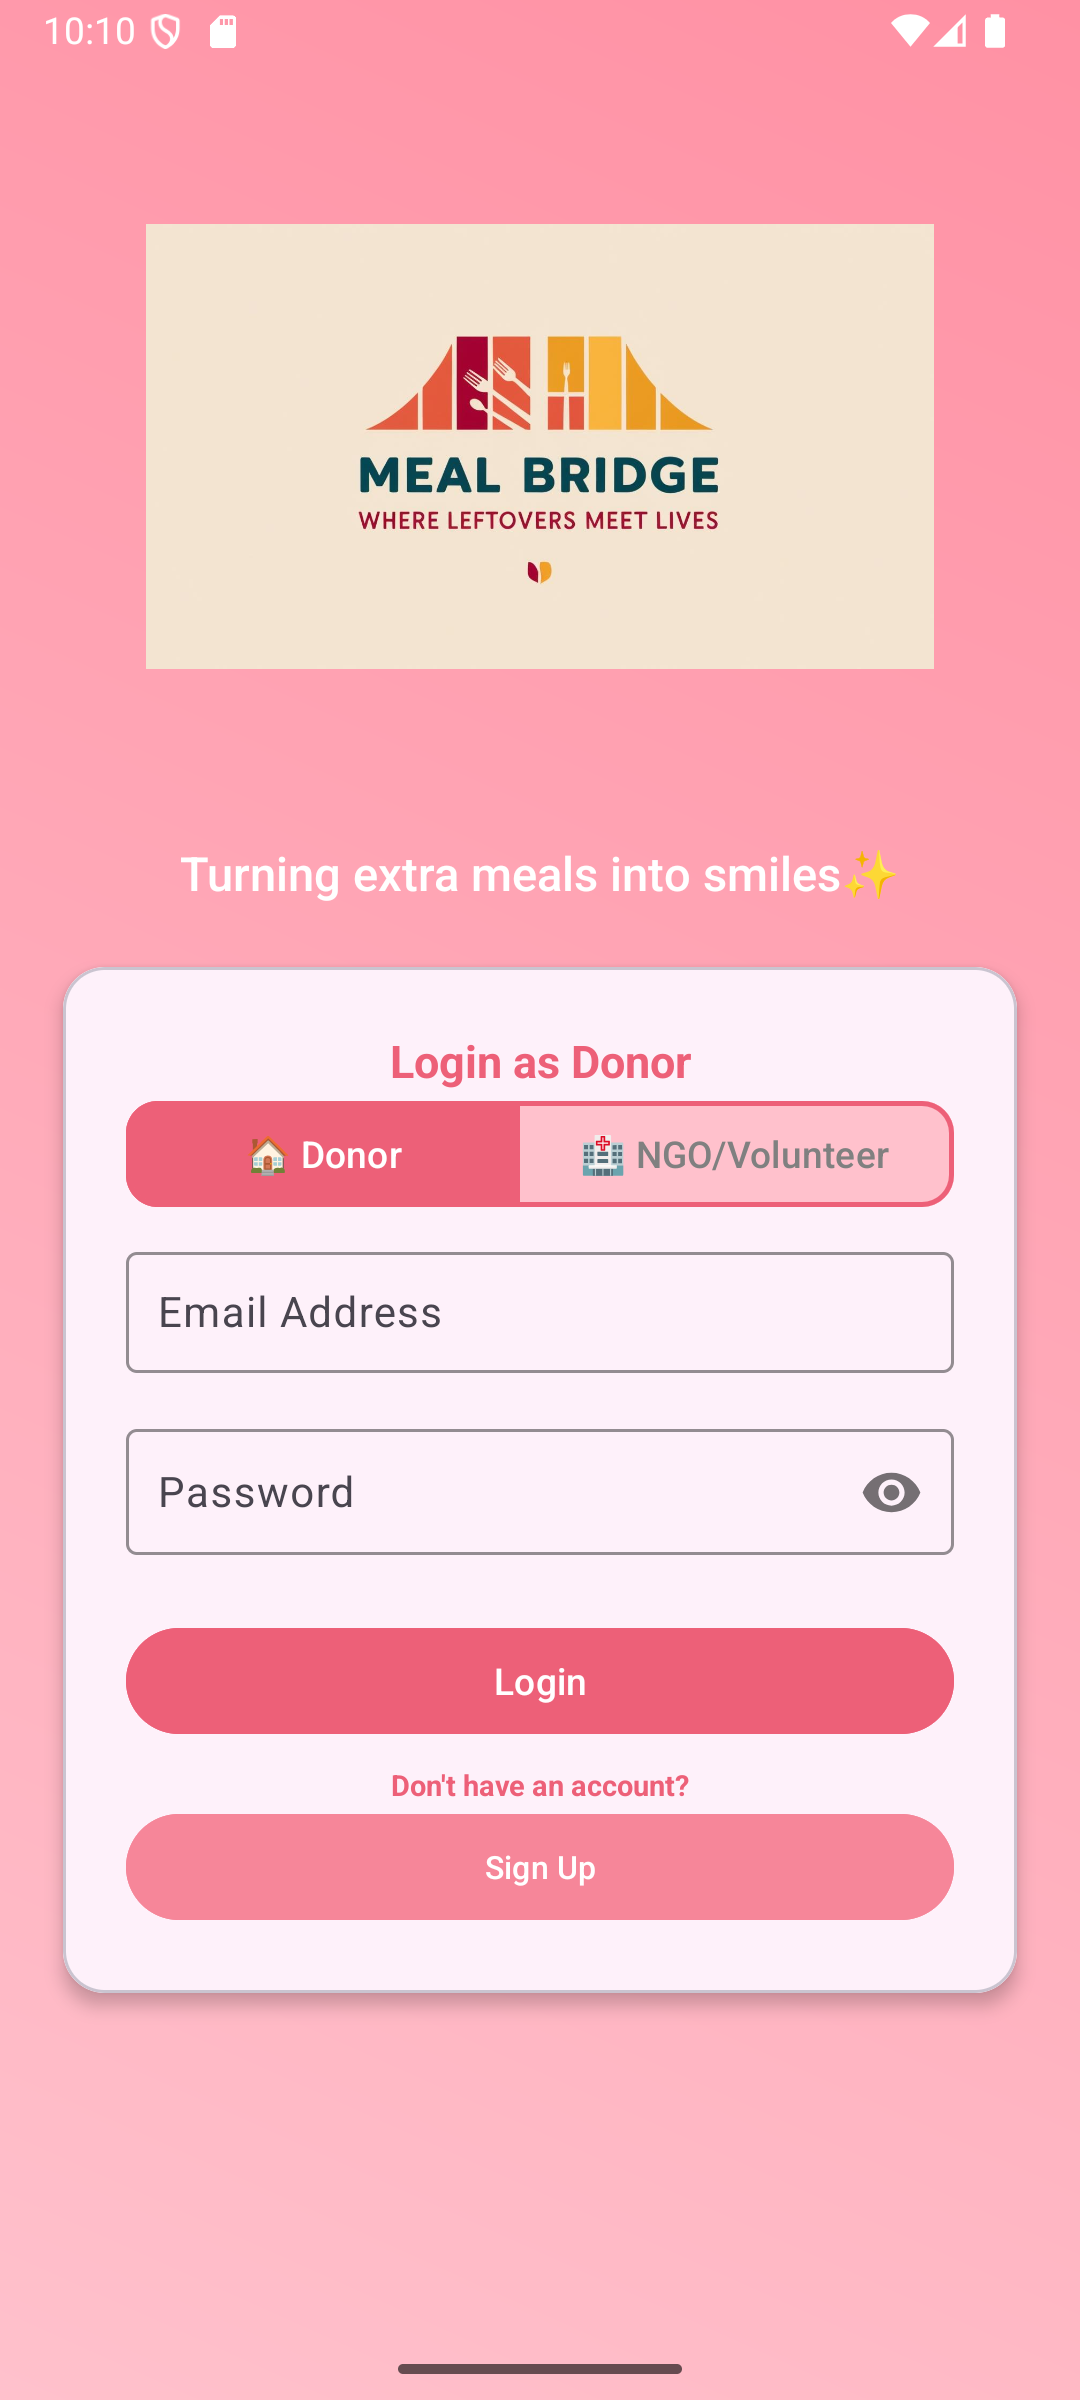 10:10
MEAL BRIDGE
WHERE LEFTOVERS MEET LIVES
Turning extra meals into smiles✨
Login as Donor
🏠 Donor
🏥 NGO/Volunteer
Email Address
Password
Login
Don't have an account?
Sign Up